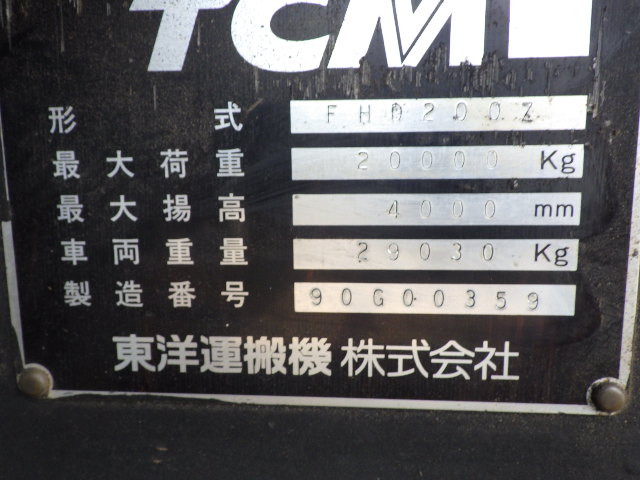 TCM
形式 FHD200Z
最大荷重 20000 Kg
最大揚高 4000 mm
車両重量 29030 Kg
製造番号 90G00359
東洋運搬機株式会社